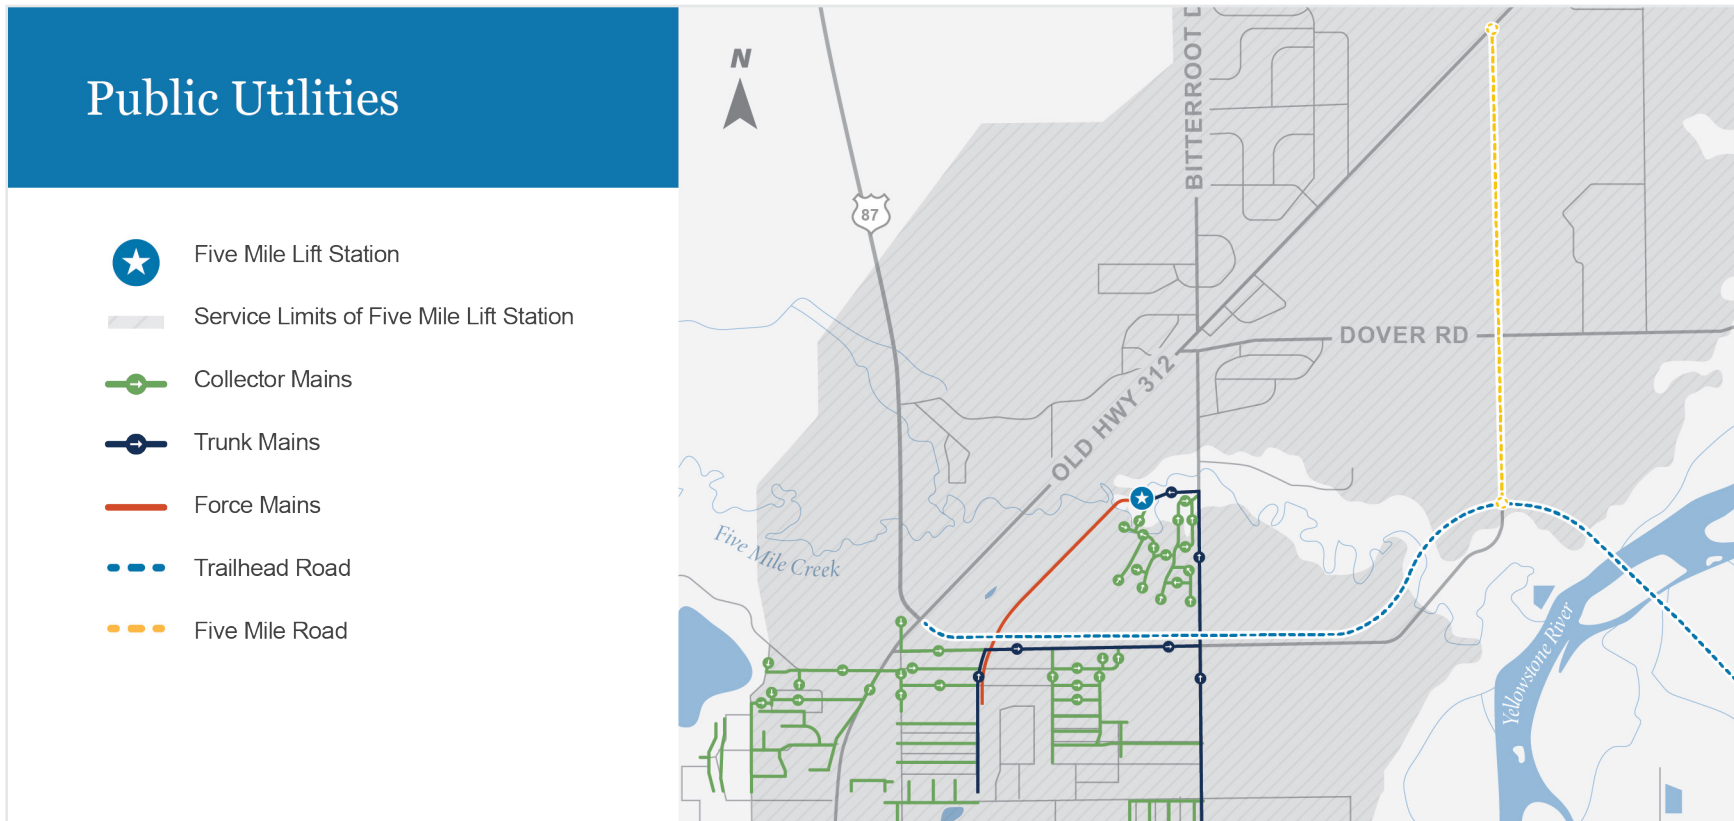 Public Utilities
Five Mile Lift Station
Service Limits of Five Mile Lift Station
Collector Mains
Trunk Mains
Force Mains
Trailhead Road
Five Mile Road
N
87
BITTERROOT D
DOVER RD
OLD HWY 312
Five Mile Creek
Yellowstone River